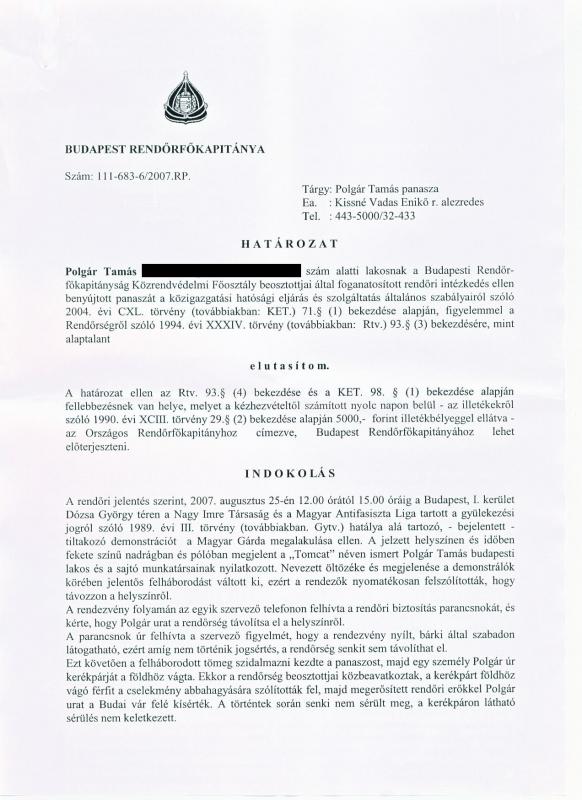 BUDAPEST RENDŐRFŐKAPITÁNYA
Szám: 111-683-6/2007.RP.
Tárgy: Polgár Tamás panasza
Ea. : Kissné Vadas Enikő r. alezredes
Tel. : 443-5000/32-433
HATÁROZAT
Polgár Tamás szám alatti lakosnak a Budapesti Rendőr-
főkapitányság Közrendvédelmi Főosztály beosztottjai által foganatosított rendőri intézkedés ellen
benyújtott panaszát a közigazgatási hatósági eljárás és szolgáltatás általános szabályairól szóló
2004. évi CXL. törvény (továbbiakban: KET.) 71.§ (1) bekezdése alapján, figyelemmel a
Rendőrségről szóló 1994. évi XXXIV. törvény (továbbiakban: Rtv.) 93.§ (3) bekezdésére, mint
alaptalant
elutasítom.
A határozat ellen az Rtv. 93.§ (4) bekezdése és a KET. 98. § (1) bekezdése alapján
fellebbezésnek van helye, melyet a kézhezvételtől számított nyolc napon belül - az illetékekről
szóló 1990. évi XCIII. törvény 29.§ (2) bekezdése alapján 5000,- forint illetékbélyeggel ellátva -
az Országos Rendőrfőkapitányhoz címezve, Budapest Rendőrfőkapitányához lehet
előterjeszteni.
INDOKOLÁS
A rendőri jelentés szerint, 2007. augusztus 25-én 12.00 órától 15.00 óráig a Budapest, I. kerület
Dózsa György téren a Nagy Imre Társaság és a Magyar Antifasiszta Liga tartott a gyülekezési
jogról szóló 1989. évi III. törvény (továbbiakban. Gytv.) hatálya alá tartozó, - bejelentett -
tiltakozó demonstrációt a Magyar Gárda megalakulása ellen. A jelzett helyszínen és időben
fekete színű nadrágban és pólóban megjelent a „Tomcat” néven ismert Polgár Tamás budapesti
lakos és a sajtó munkatársainak nyilatkozott. Nevezett öltözéke és megjelenése a demonstrálók
körében jelentős felháborodást váltott ki, ezért a rendezők nyomatékosan felszólították, hogy
távozzon a helyszínről.
A rendezvény folyamán az egyik szervező telefonon felhívta a rendőri biztosítás parancsnokát, és
kérte, hogy Polgár urat a rendőrség távolítsa el a helyszínről.
A parancsnok úr felhívta a szervező figyelmét, hogy a rendezvény nyílt, bárki által szabadon
látogatható, ezért amíg nem történik jogsértés, a rendőrség senkit sem távolíthat el.
Ezt követően a felháborodott tömeg szidalmazni kezdte a panaszost, majd egy személy Polgár úr
kerékpárját a földhöz vágta. Ekkor a rendőrség beosztottjai közbeavatkoztak, a kerékpárt földhöz
vágó férfit a cselekmény abbahagyására szólították fel, majd megerősített rendőri erőkkel Polgár
urat a Budai vár felé kísérték. A történtek során senki nem sérült meg, a kerékpáron látható
sérülés nem keletkezett.